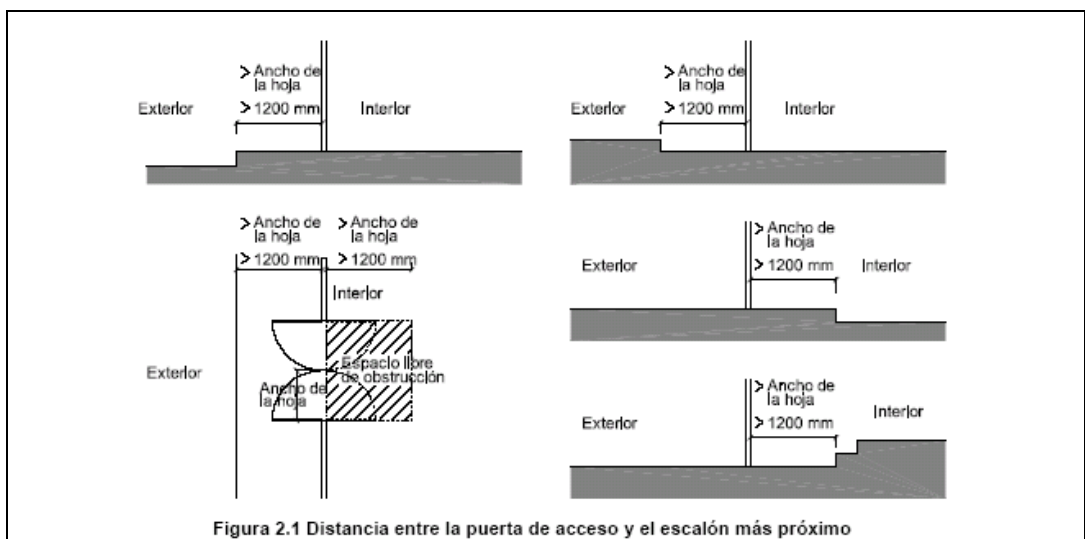 > Ancho de
la hoja
Exterior
> 1200 mm
Interior
> Ancho de
la hoja
Exterior
> 1200 mm
Interior
> Ancho de
la hoja
> 1200 mm
> Ancho de
la hoja
> 1200 mm
Interior
Exterior
Espacio libre
de obstrucción
Ancho de
la hoja
> Ancho de
la hoja
Exterior
> 1200 mm
Interior
> Ancho de
la hoja
Exterior
> 1200 mm
Interior
Figura 2.1 Distancia entre la puerta de acceso y el escalón más próximo